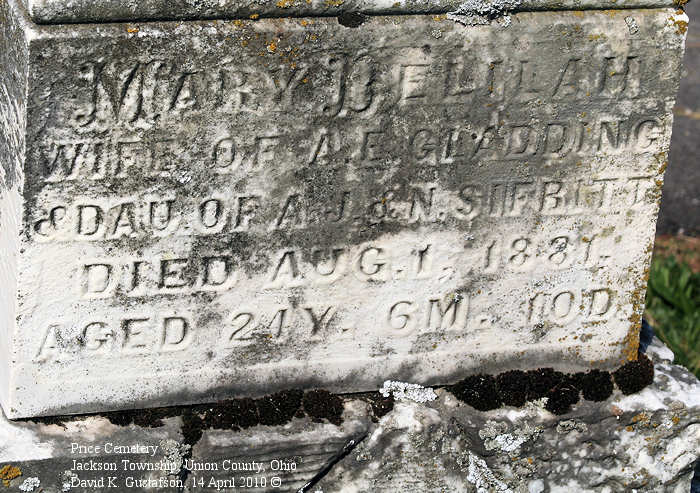 MARY DELILAH
WIFE OF A.E. GLADDING
& DAU. OF A.J. & N. SIFRITT
DIED AUG. 1, 1881.
AGED 24Y. 6M. 10D.
Price Cemetery
Jackson Township, Union County, Ohio
David K. Gustafson, 14 April 2010 ©